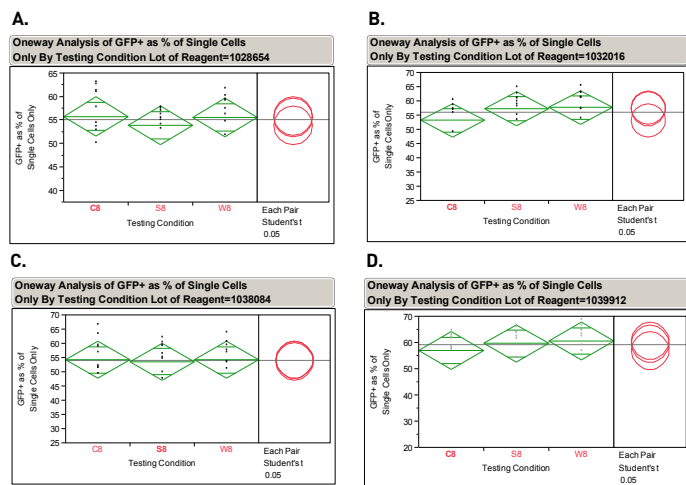 A.
Oneway Analysis of GFP+ as % of Single Cells
Only By Testing Condition Lot of Reagent=1028654
GFP+ as % of
Single Cells Only
65
60
55
50
45
40
C8
S8
W8
Testing Condition
Each Pair
Student's t
0.05
B.
Oneway Analysis of GFP+ as % of Single Cells
Only By Testing Condition Lot of Reagent=1032016
GFP+ as % of
Single Cells Only
70
65
60
55
50
45
40
35
30
25
C8
S8
W8
Testing Condition
Each Pair
Student's t
0.05
C.
Oneway Analysis of GFP+ as % of Single Cells
Only By Testing Condition Lot of Reagent=1038084
GFP+ as % of
Single Cells Only
70
65
60
55
50
45
40
35
30
25
C8
S8
W8
Testing Condition
Each Pair
Student's t
0.05
D.
Oneway Analysis of GFP+ as % of Single Cells
Only By Testing Condition Lot of Reagent=1039912
GFP+ as % of
Single Cells Only
70
60
50
40
30
20
C8
S8
W8
Testing Condition
Each Pair
Student's t
0.05